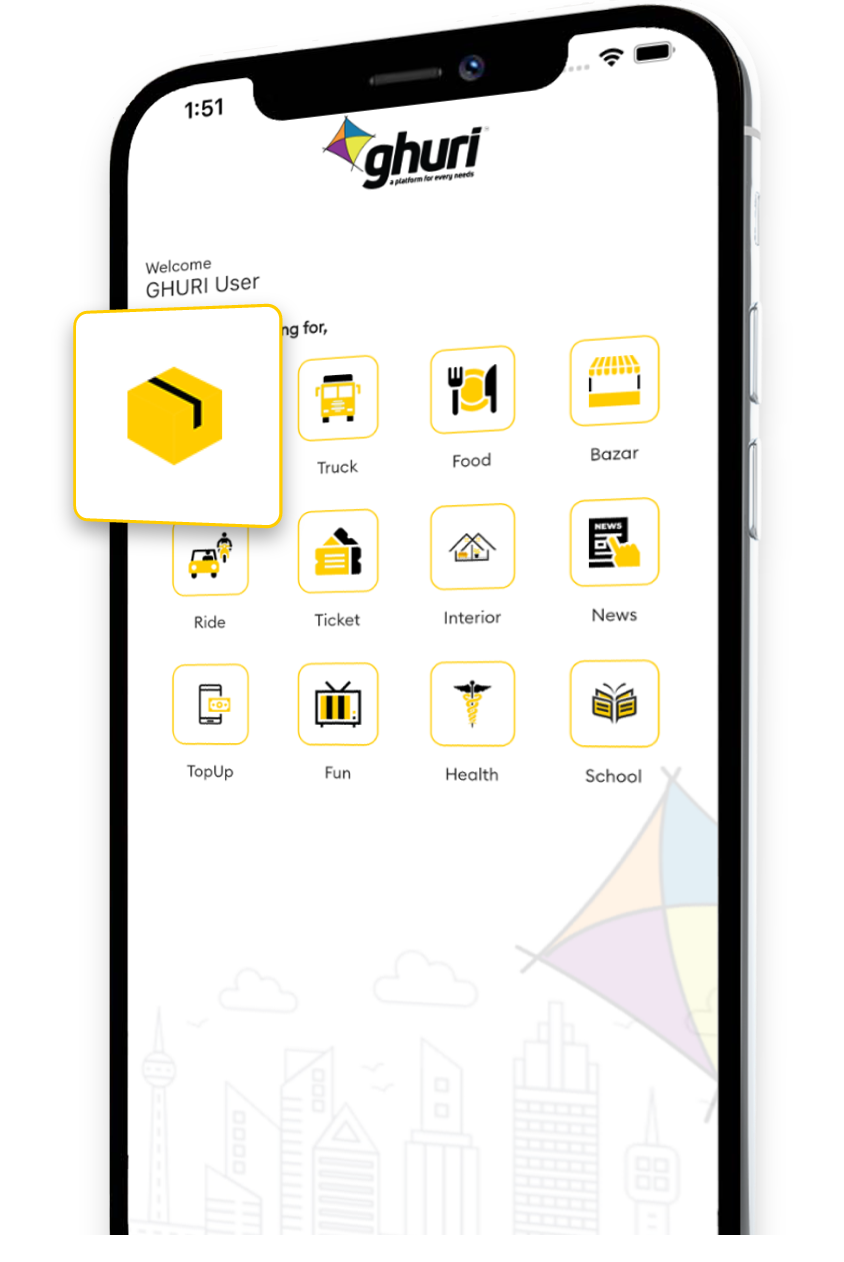 1:51
ghuri
a platform for every needs
Welcome
GHURI User
ng for,
Truck
Food
Bazar
NEWS
Ride
Ticket
Interior
News
TopUp
Fun
Health
School